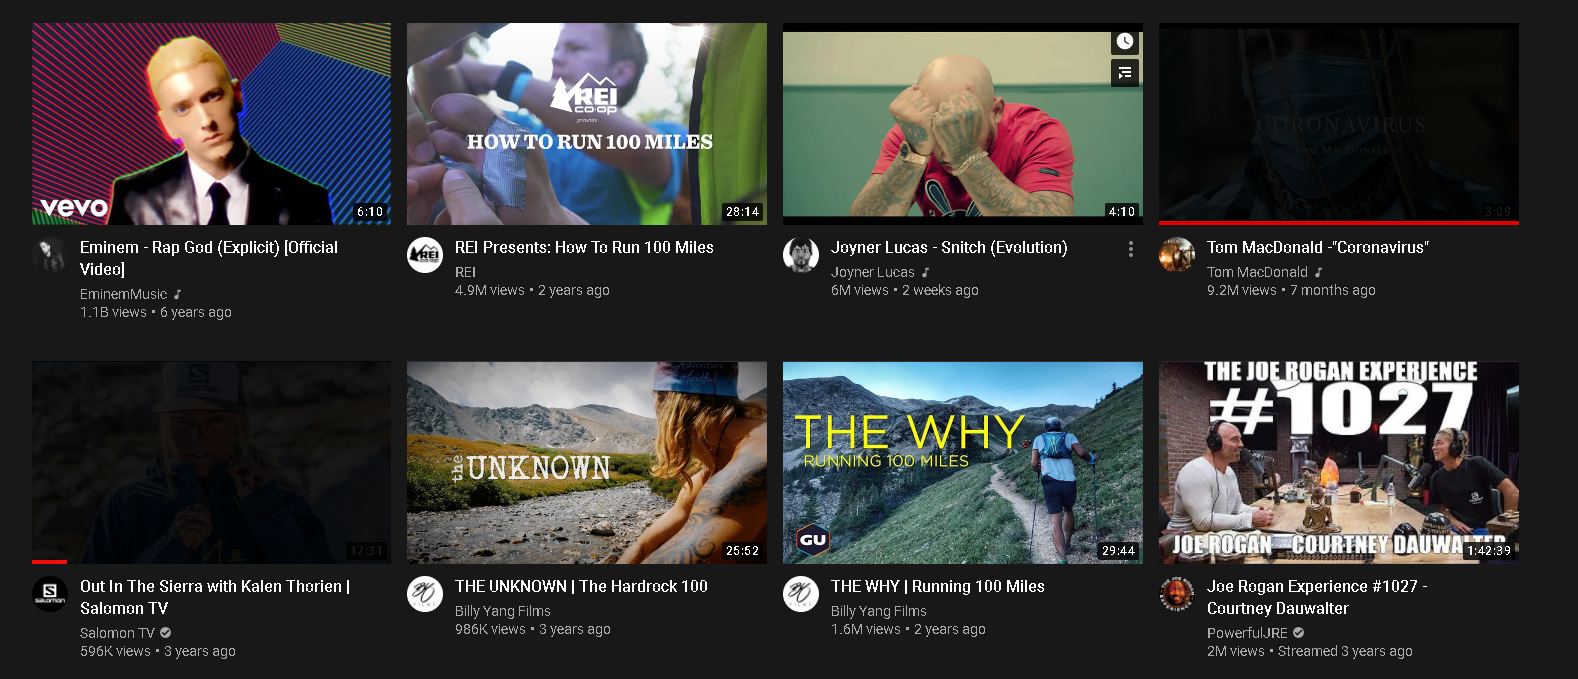 vevo
6:10
Eminem - Rap God (Explicit) [Official
Video]
EminemMusic
1.1B views • 6 years ago
REI
CO·OP
presents
HOW TO RUN 100 MILES
28:14
REI Presents: How To Run 100 Miles
REI
4.9M views • 2 years ago
4:10
Joyner Lucas - Snitch (Evolution)
Joyner Lucas
6M views • 2 weeks ago
CORONAVIRUS
TOM MACDONALD
3:09
Tom MacDonald -"Coronavirus"
Tom MacDonald
9.2M views • 7 months ago
SALOMON
17:31
Out In The Sierra with Kalen Thorien |
Salomon TV
Salomon TV
596K views • 3 years ago
Adventure
Mindful
the UNKNOWN
25:52
THE UNKNOWN | The Hardrock 100
Billy Yang Films
986K views • 3 years ago
THE WHY
RUNNING 100 MILES
GU
29:44
THE WHY | Running 100 Miles
Billy Yang Films
1.6M views • 2 years ago
THE JOE ROGAN EXPERIENCE
#1027
JOE ROGAN COURTNEY DAUWALTER
1:42:39
Joe Rogan Experience #1027 -
Courtney Dauwalter
PowerfulJRE
2M views • Streamed 3 years ago